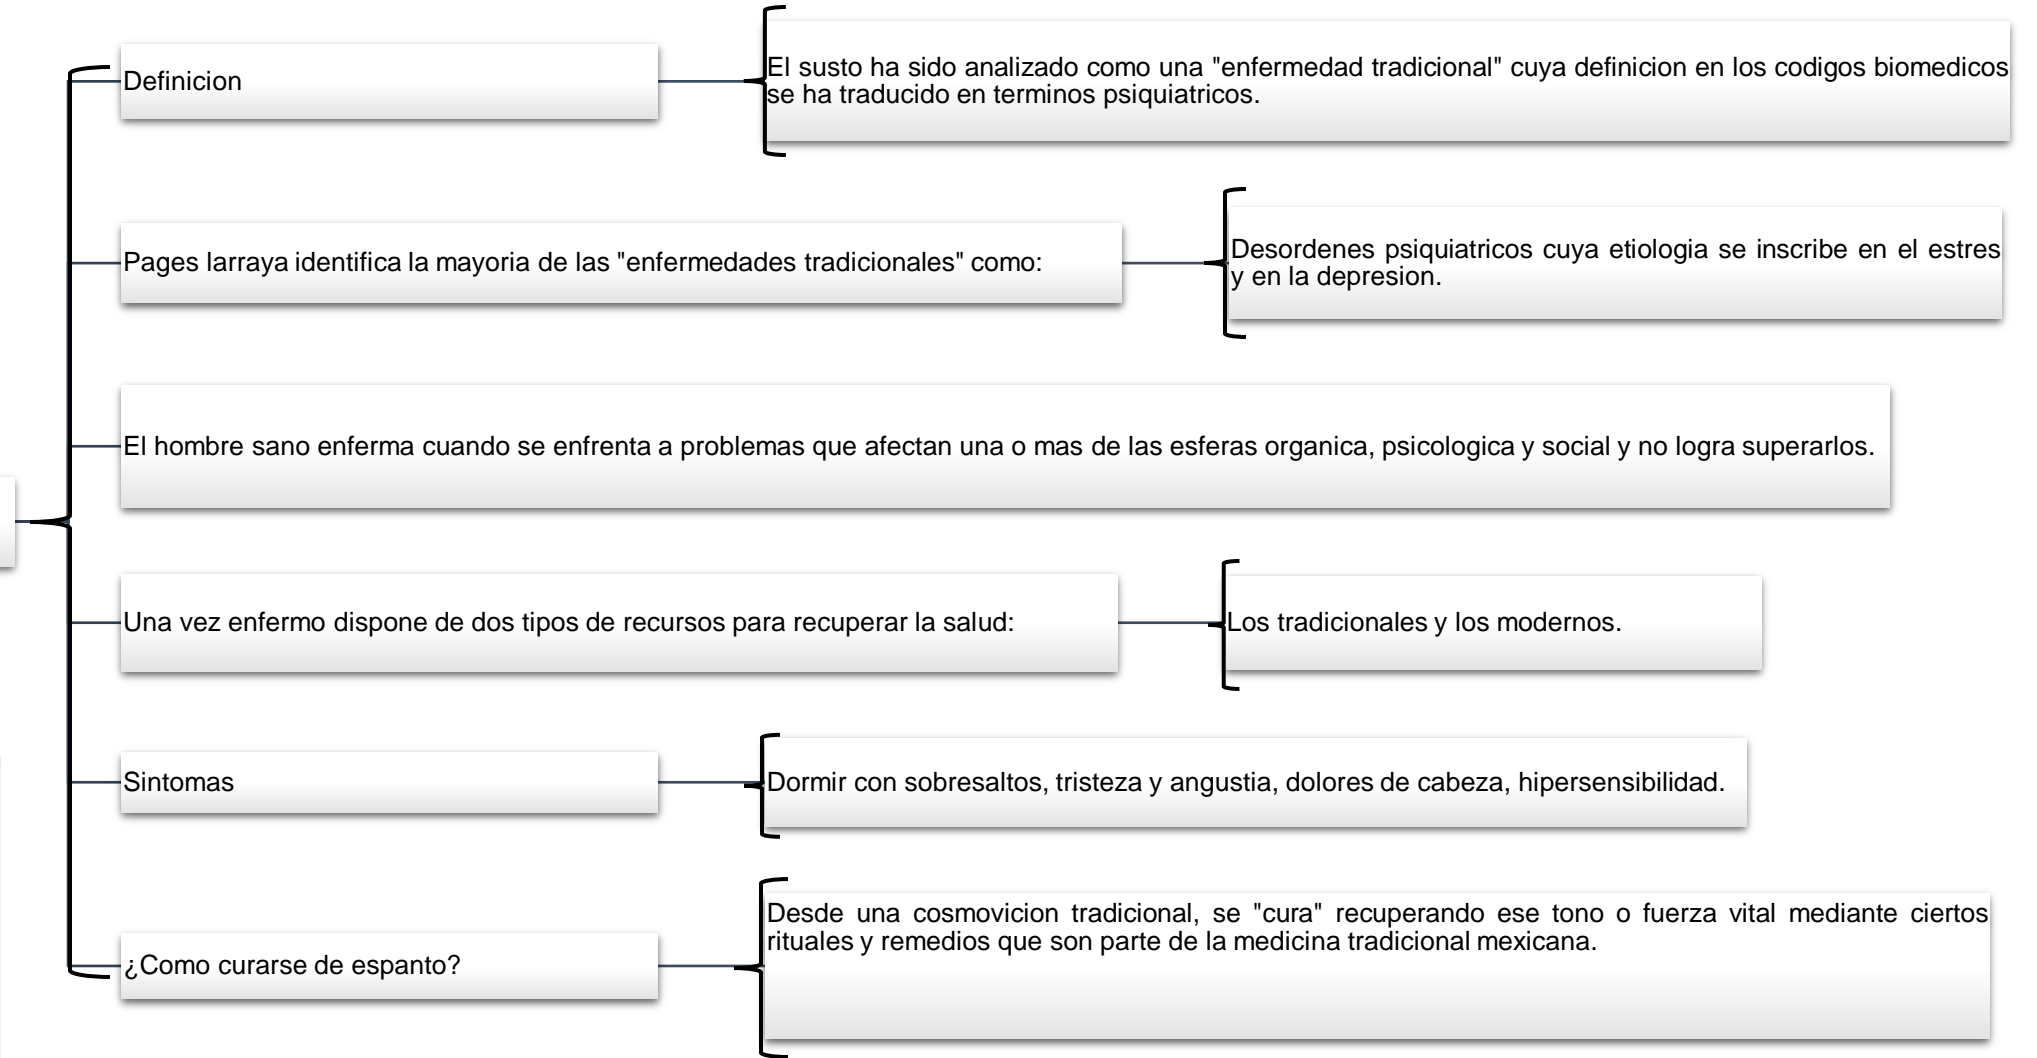 Definicion
El susto ha sido analizado como una "enfermedad tradicional" cuya definicion en los codigos biomedicos
se ha traducido en terminos psiquiatricos.
Pages larraya identifica la mayoria de las "enfermedades tradicionales" como:
Desordenes psiquiatricos cuya etiologia se inscribe en el estres
y en la depresion.
El hombre sano enferma cuando se enfrenta a problemas que afectan una o mas de las esferas organica, psicologica y social y no logra superarlos.
Una vez enfermo dispone de dos tipos de recursos para recuperar la salud:
Los tradicionales y los modernos.
Sintomas
Dormir con sobresaltos, tristeza y angustia, dolores de cabeza, hipersensibilidad.
¿Como curarse de espanto?
Desde una cosmovicion tradicional, se "cura" recuperando ese tono o fuerza vital mediante ciertos
rituales y remedios que son parte de la medicina tradicional mexicana.